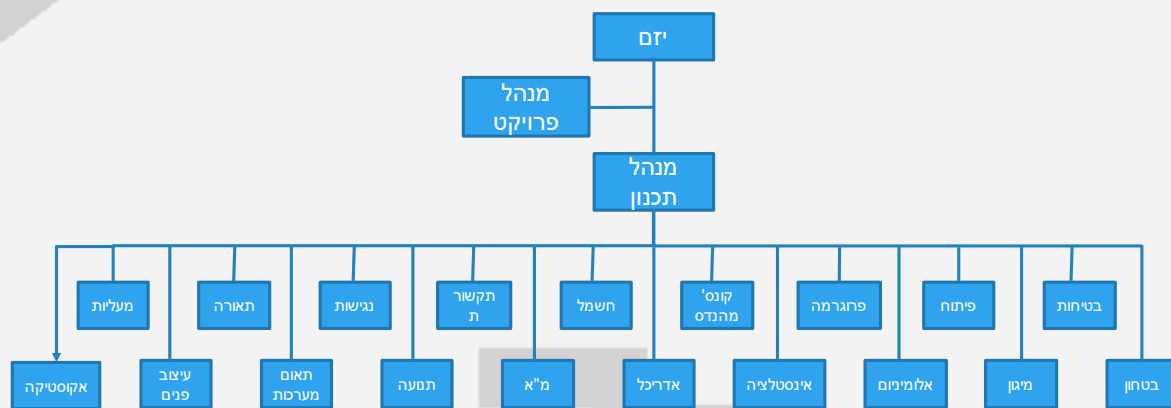 יזם
מנהל
פרויקט
מנהל
תכנון
בטיחות
פיתוח
פרוגרמה
קונס'
מהנדס
חשמל
תקשור
ת
נגישות
תאורה
מעליות
בטחון
מיגון
אלומיניום
אינסטלציה
אדריכל
מ"א
תנועה
תאום
מערכות
עיצוב
פנים
אקוסטיקה